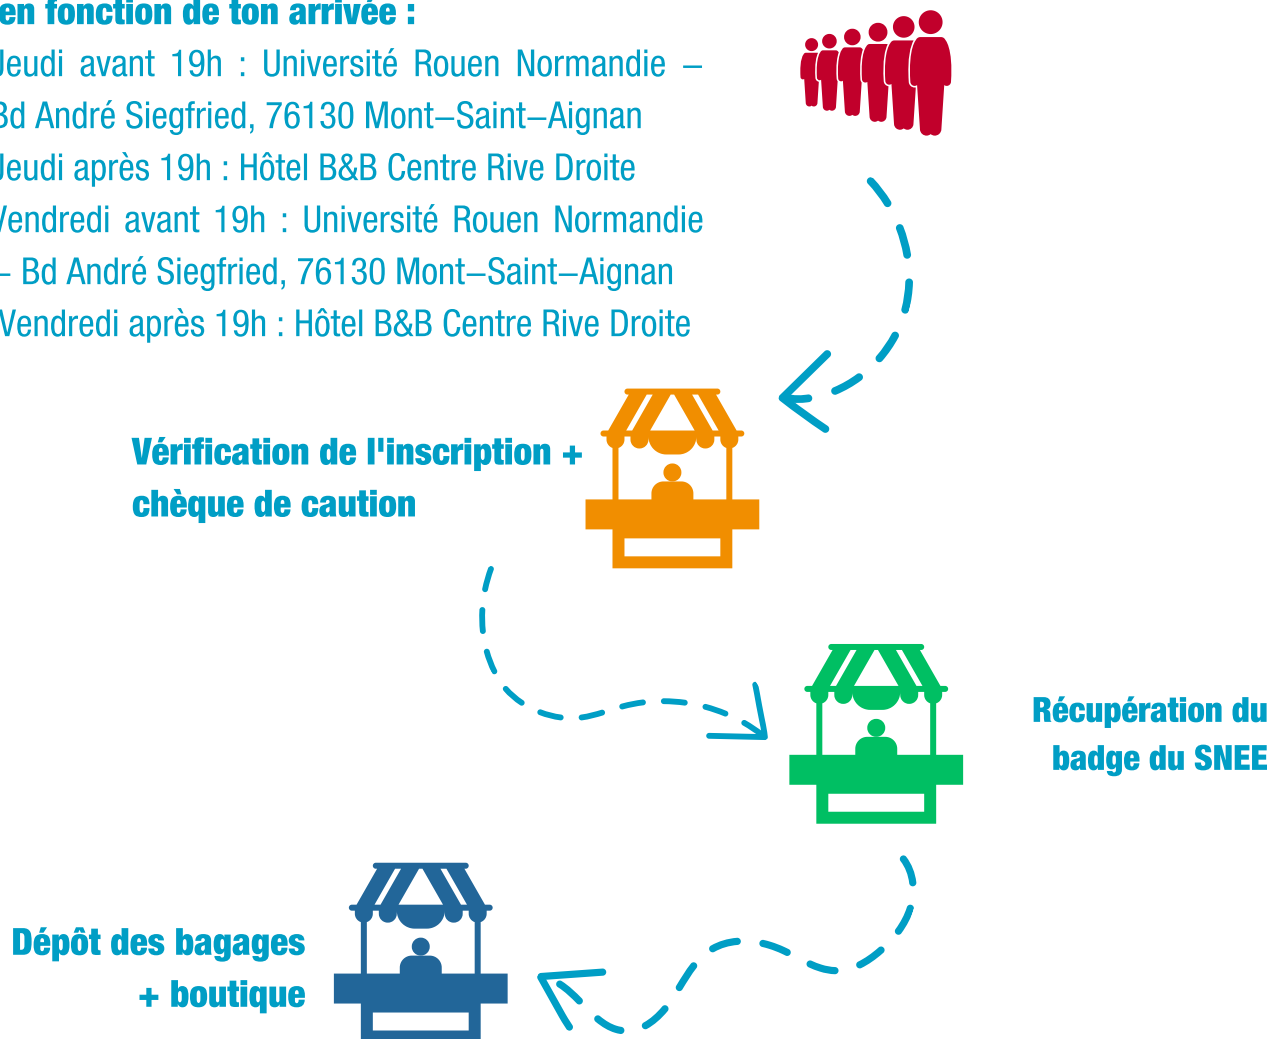 en fonction de ton arrivée :
Jeudi avant 19h : Université Rouen Normandie –
Bd André Siegfried, 76130 Mont–Saint–Aignan
Jeudi après 19h : Hôtel B&B Centre Rive Droite
Vendredi avant 19h : Université Rouen Normandie
– Bd André Siegfried, 76130 Mont–Saint–Aignan
Vendredi après 19h : Hôtel B&B Centre Rive Droite
Vérification de l'inscription +
chèque de caution
Récupération du
badge du SNEE
Dépôt des bagages
+ boutique